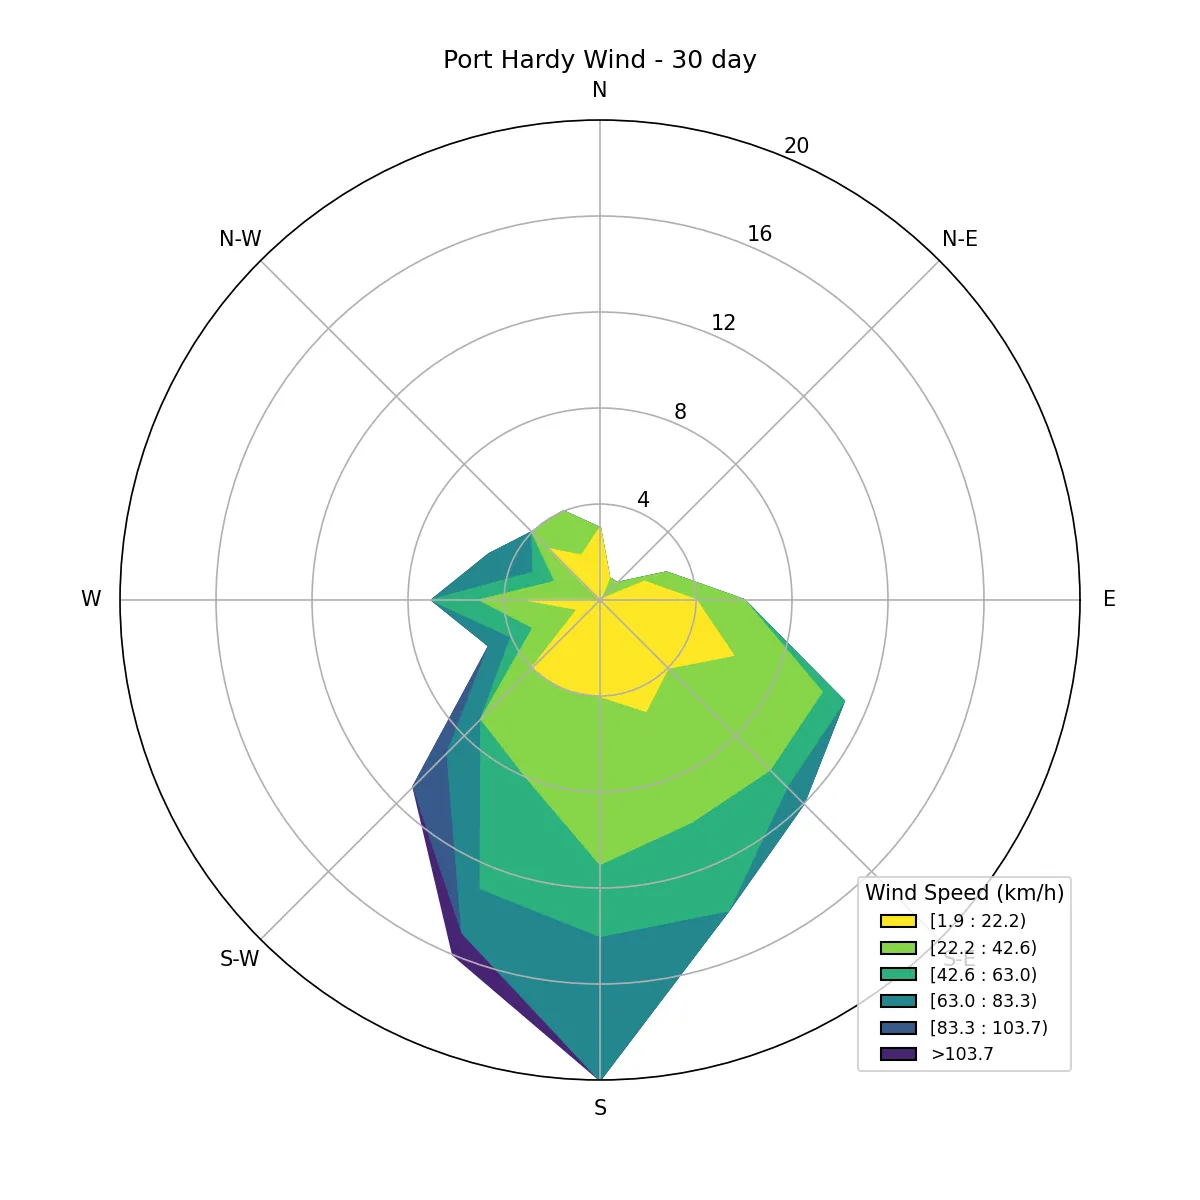 Port Hardy Wind - 30 day
N
20
N-W
16
N-E
12
8
4
W
E
S-W
S-E
S
Wind Speed (km/h)
[1.9 : 22.2)
[22.2 : 42.6)
[42.6 : 63.0)
[63.0 : 83.3)
[83.3 : 103.7)
>103.7